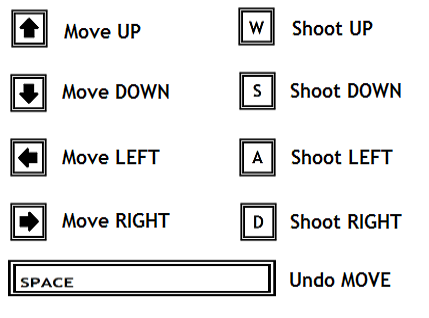 Move UP
W Shoot UP
Move DOWN
S Shoot DOWN
Move LEFT
A Shoot LEFT
Move RIGHT
D Shoot RIGHT
SPACE Undo MOVE